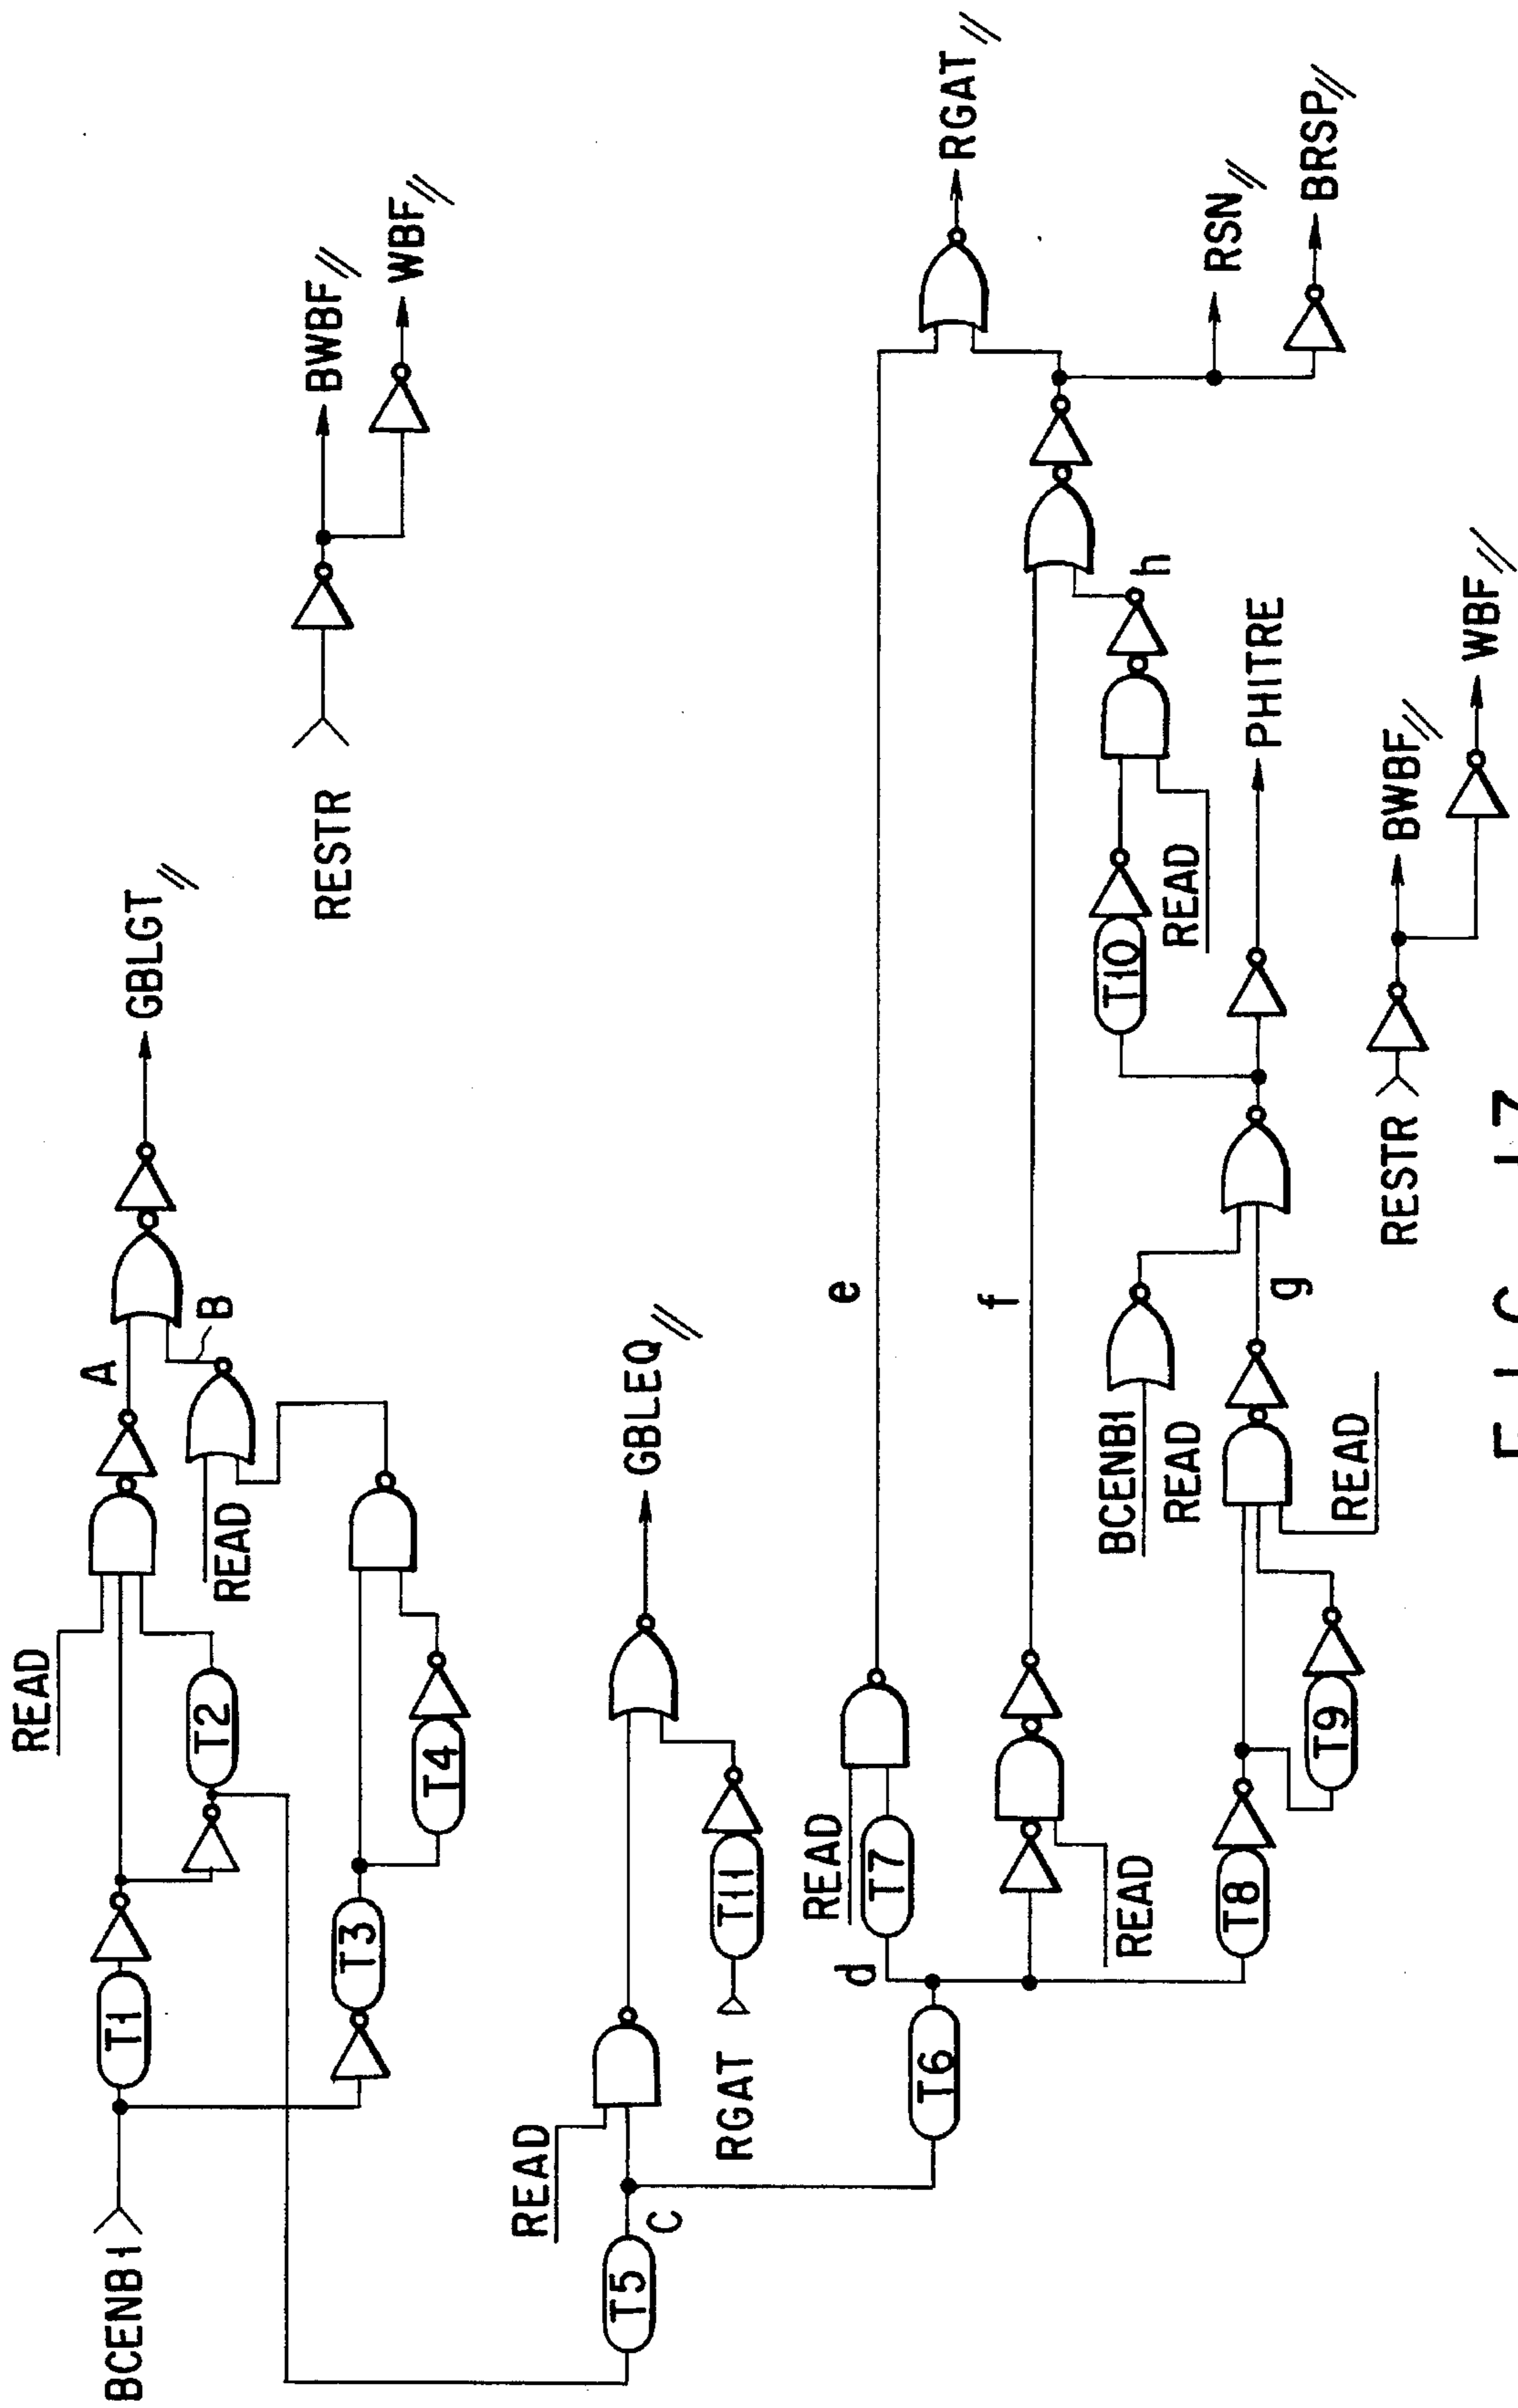 BCENB1
T1
READ
T2
A
B
GBLGT
READ
T3
T4
RESTR
BWBF
WBF
T5
C
READ
RGAT
T11
GBLEQ
T6
d
READ
T7
e
RGAT
READ
f
T8
T9
READ
g
BCENB1
READ
T10
READ
h
PHITRE
RSN
BRSP
RESTR
BWBF
WBF